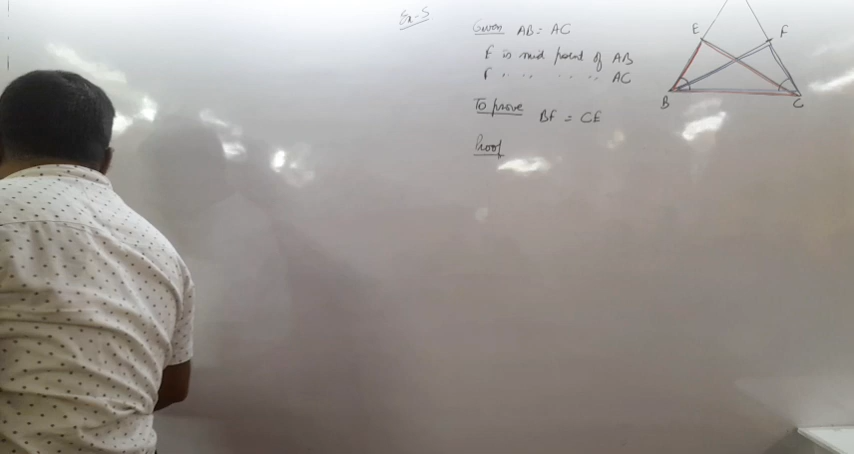 Ex-5
Given AB = AC
E is mid point of AB
F " " " " " AC
To prove BF = CE
Proof
E F
B C